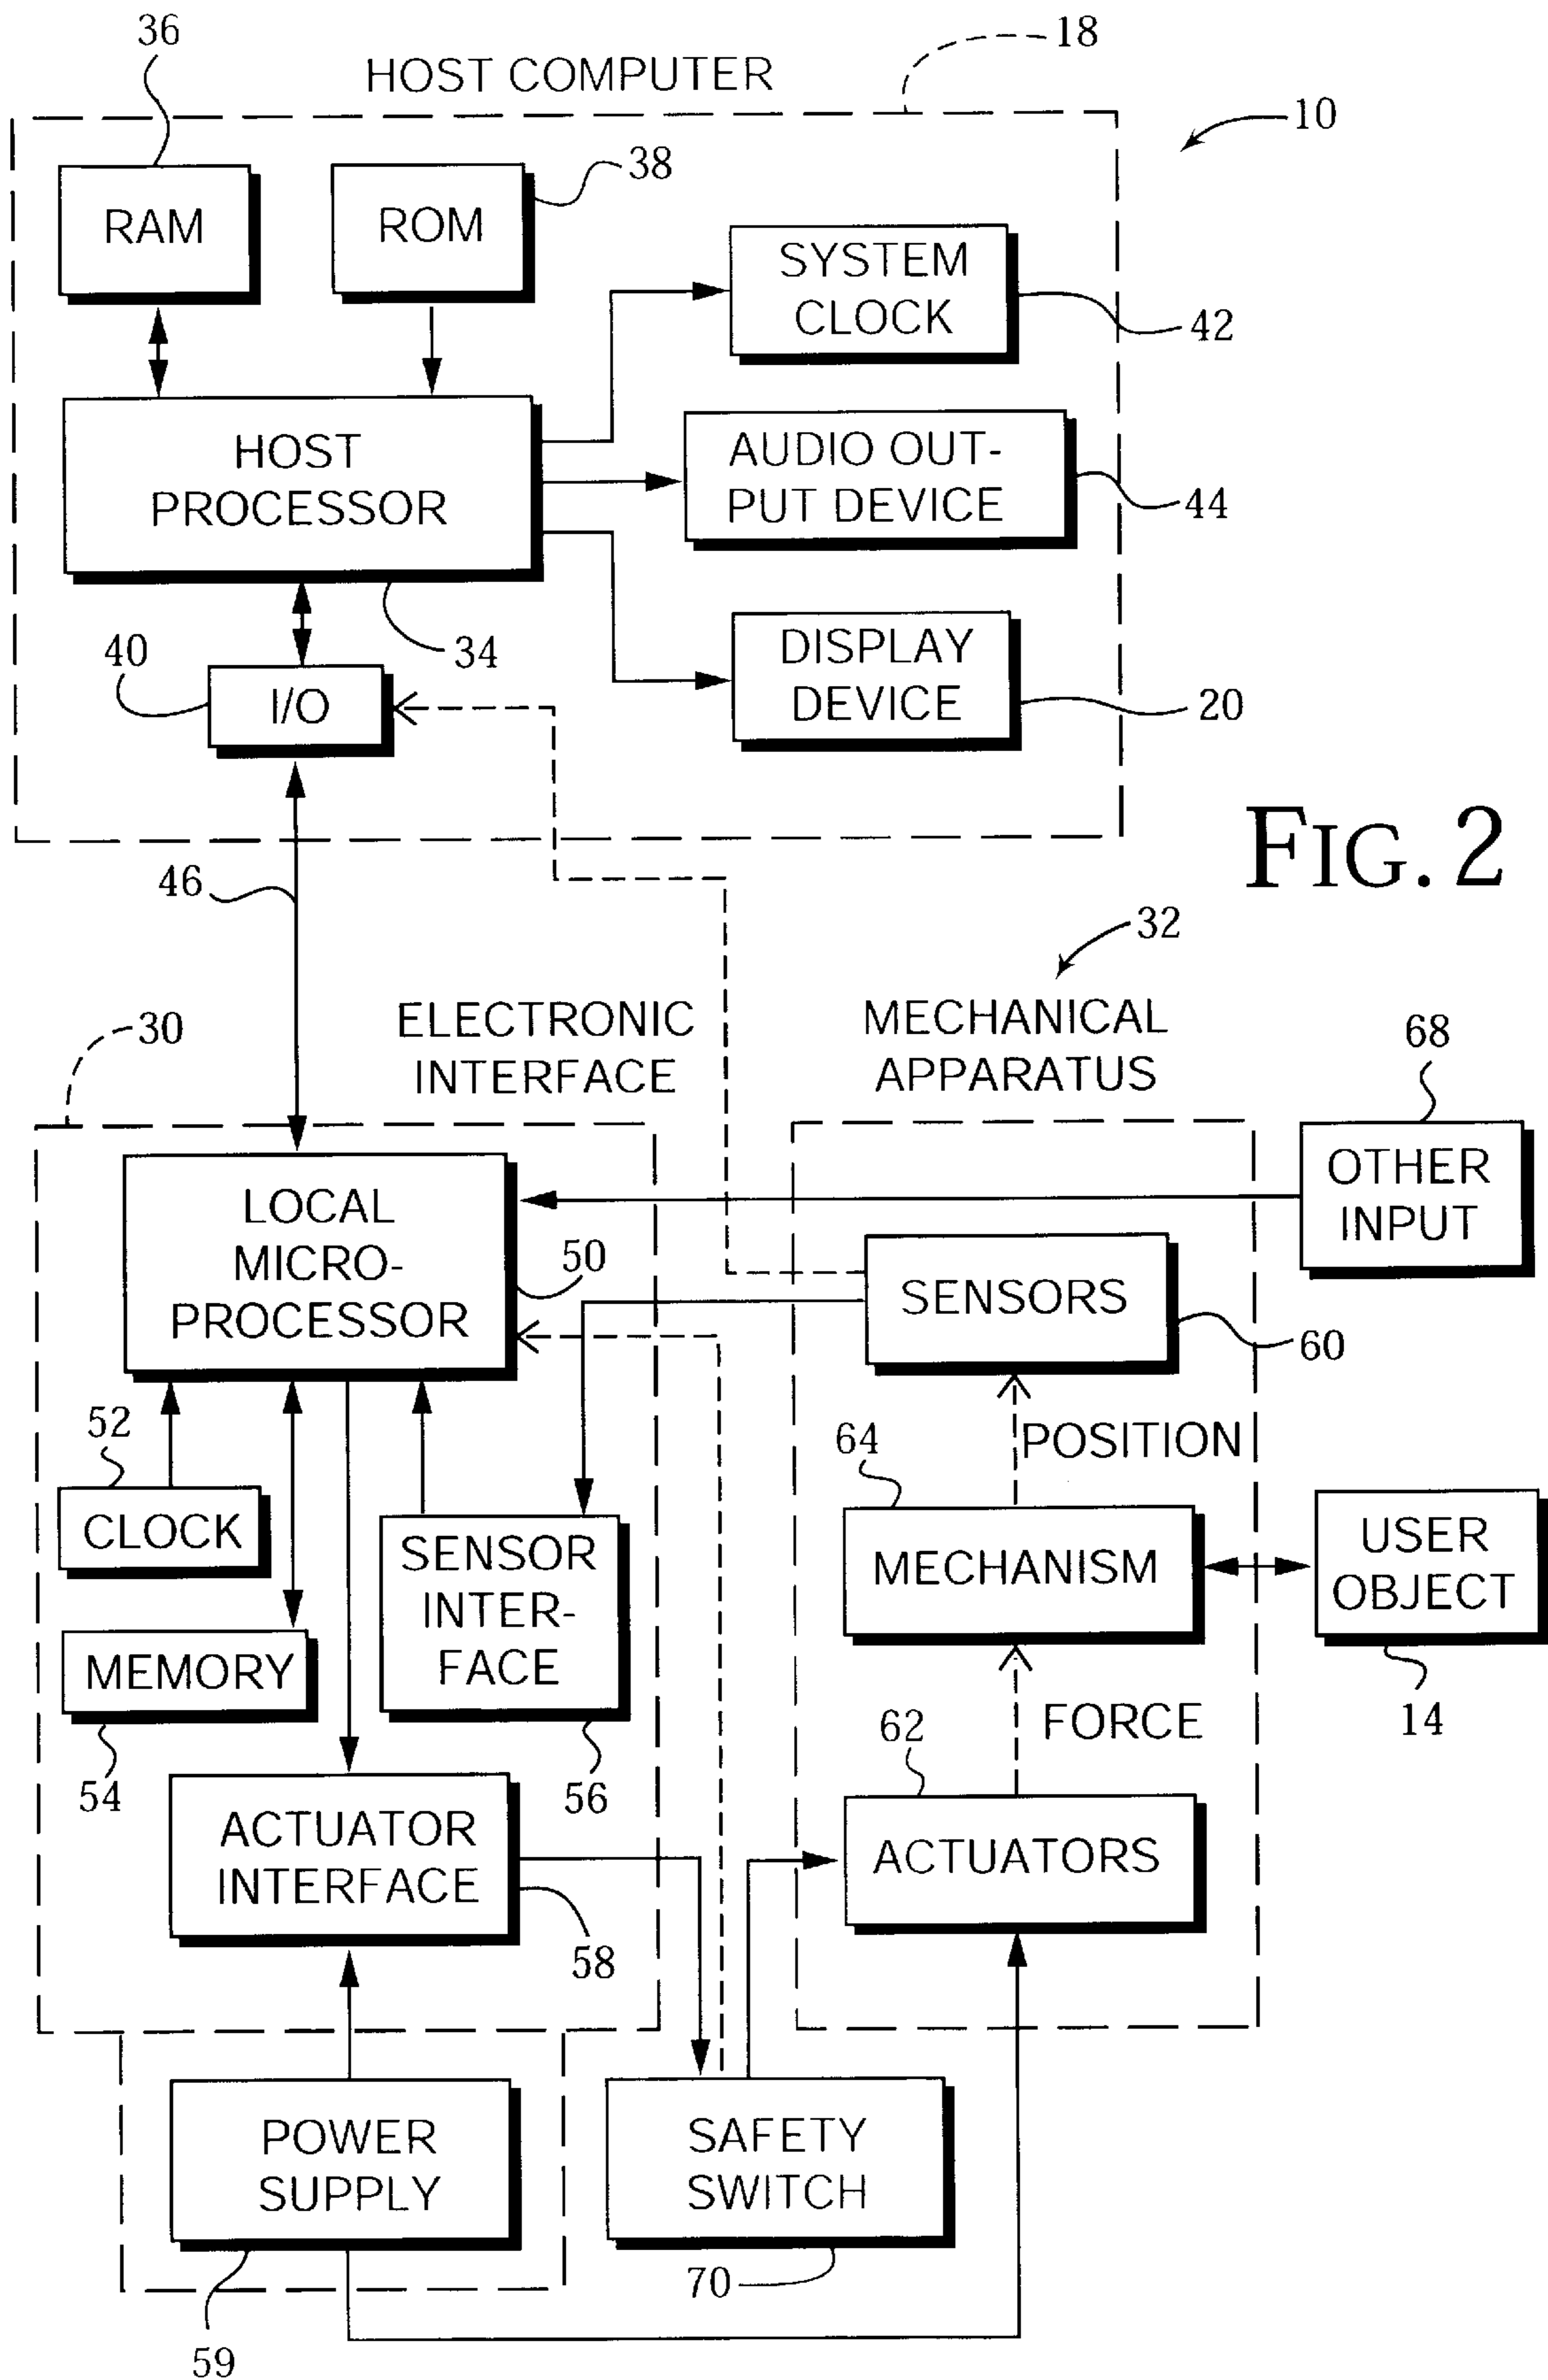 36
HOST COMPUTER
18
10
RAM
ROM
38
SYSTEM
CLOCK
42
HOST
PROCESSOR
AUDIO OUT-
PUT DEVICE
44
34
40
I/O
DISPLAY
DEVICE
20
FIG. 2
46
32
30
ELECTRONIC
INTERFACE
MECHANICAL
APPARATUS
68
OTHER
INPUT
LOCAL
MICRO-
PROCESSOR
50
SENSORS
60
52
CLOCK
POSITION
64
SENSOR
INTER-
FACE
MECHANISM
USER
OBJECT
MEMORY
54
56
62
FORCE
14
ACTUATOR
INTERFACE
58
ACTUATORS
POWER
SUPPLY
SAFETY
SWITCH
70
59